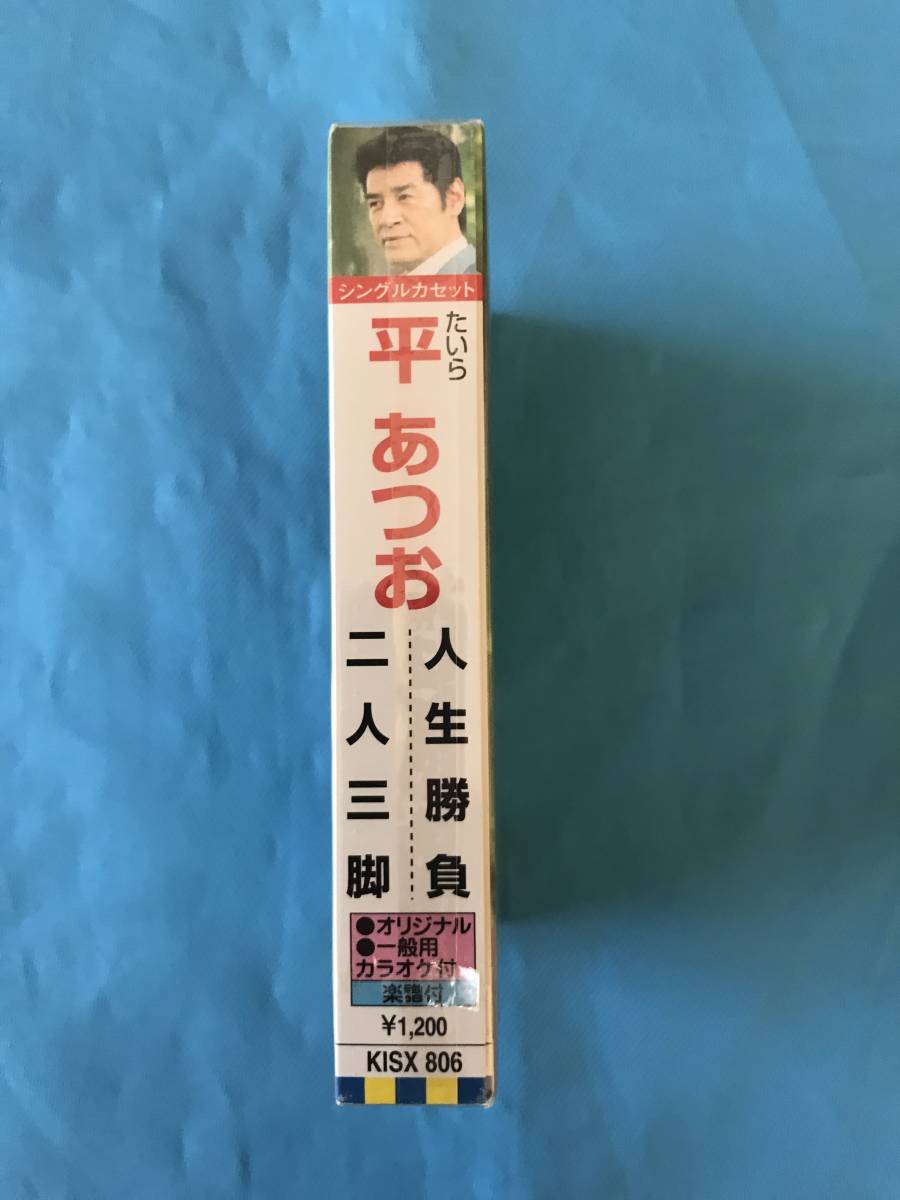 シングルカセット
たいら
平 あつお
人生勝負
二人三脚
●オリジナル
●一般用
カラオケ付
楽譜付
¥1,200
KISX 806